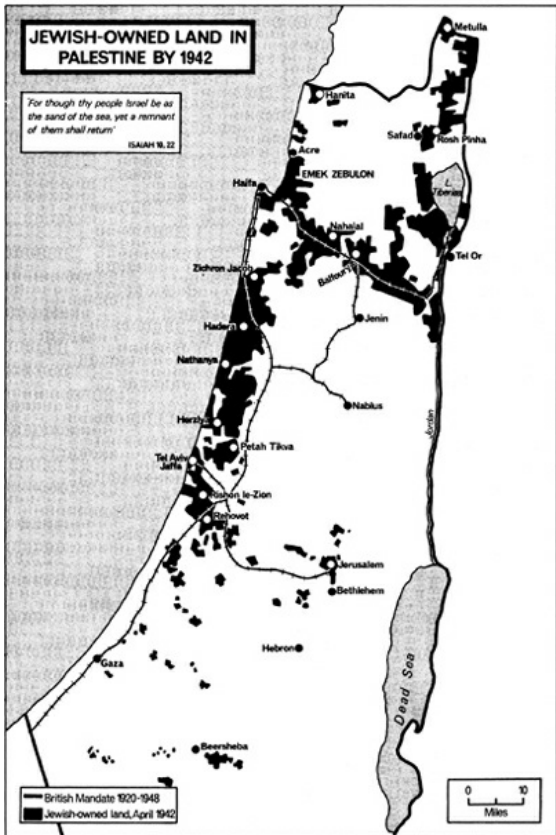 JEWISH-OWNED LAND IN
PALESTINE BY 1942
'For though thy people Israel be as
the sand of the sea, yet a remnant
of them shall return'
ISAIAH 10, 22
Metulla
Hanita
Safad
Rosh Pinha
Acre
EMEK ZEBULON
L.
Tiberias
Haifa
Nahalal
Tel Or
Balfouriya
Zichron Jacob
Hadera
Jenin
Nathanya
Nablus
Jordan
Herzlya
Petah Tikva
Tel Aviv
Jaffa
Rishon le-Zion
Rehovot
Jerusalem
Bethlehem
Hebron
Gaza
Dead Sea
Beersheba
British Mandate 1920-1948
Jewish-owned land, April 1942
0 10
Miles